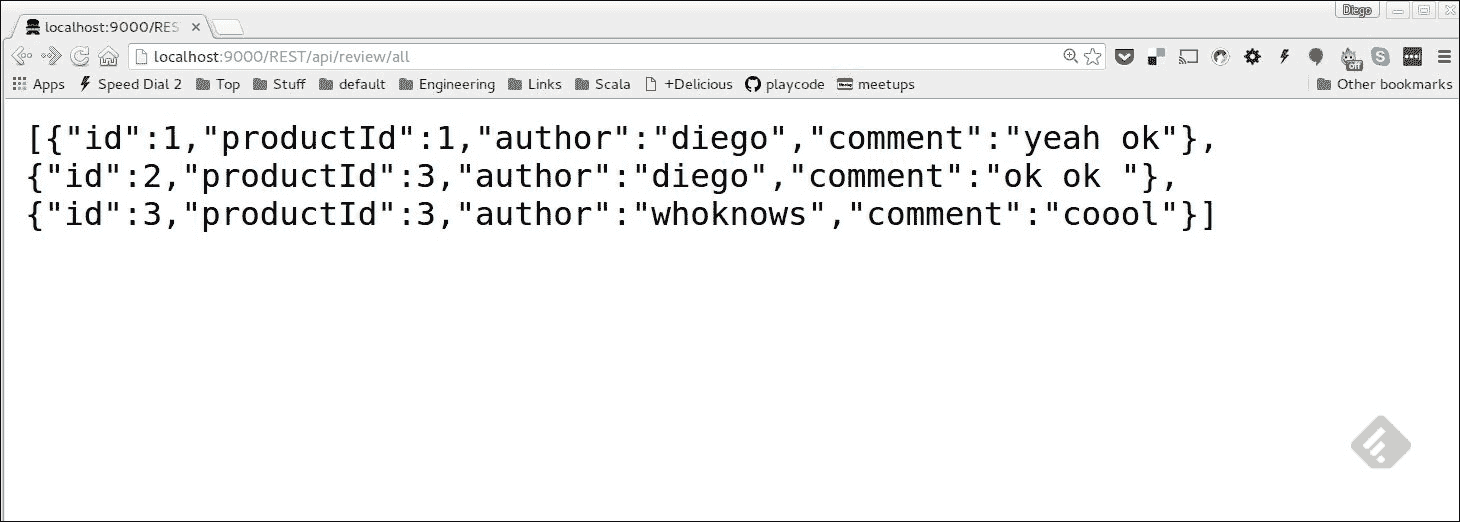 Diego
localhost:9000/RES
localhost:9000/REST/api/review/all
Apps Speed Dial 2 Top Stuff default Engineering Links Scala +Delicious playcode meetups Other bookmarks
[{"id":1,"productId":1,"author":"diego","comment":"yeah ok"},
{"id":2,"productId":3,"author":"diego","comment":"ok ok "},
{"id":3,"productId":3,"author":"whoknows","comment":"coool"}]